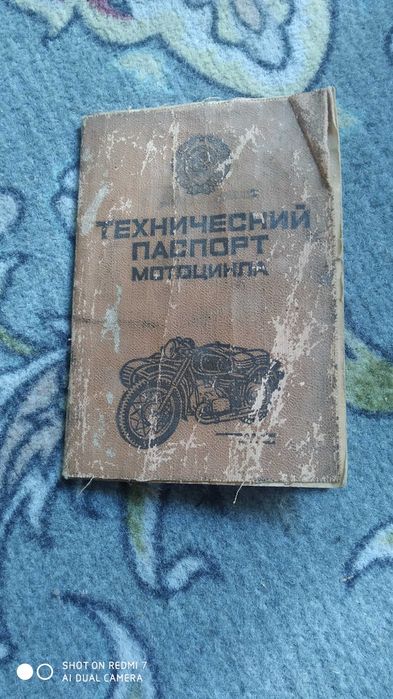 ТЕХНИЧЕСКИЙ
ПАСПОРТ
МОТОЦИКЛА
SHOT ON REDMI 7
AI DUAL CAMERA